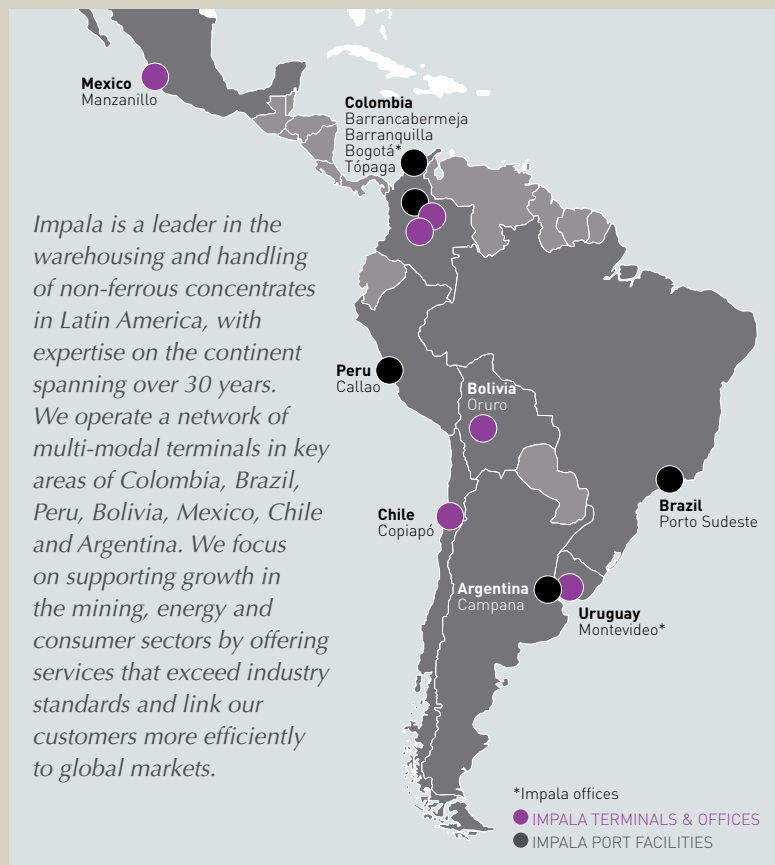 Mexico
Manzanillo
Colombia
Barrancabermeja
Barranquilla
Bogotá*
Tópaga
Impala is a leader in the
warehousing and handling
of non-ferrous concentrates
in Latin America, with
expertise on the continent
spanning over 30 years.
We operate a network of
multi-modal terminals in key
areas of Colombia, Brazil,
Peru, Bolivia, Mexico, Chile
and Argentina. We focus
on supporting growth in
the mining, energy and
consumer sectors by offering
services that exceed industry
standards and link our
customers more efficiently
to global markets.
Peru
Callao
Bolivia
Oruro
Brazil
Porto Sudeste
Chile
Copiapó
Argentina
Campana
Uruguay
Montevideo*
*Impala offices
IMPALA TERMINALS & OFFICES
IMPALA PORT FACILITIES